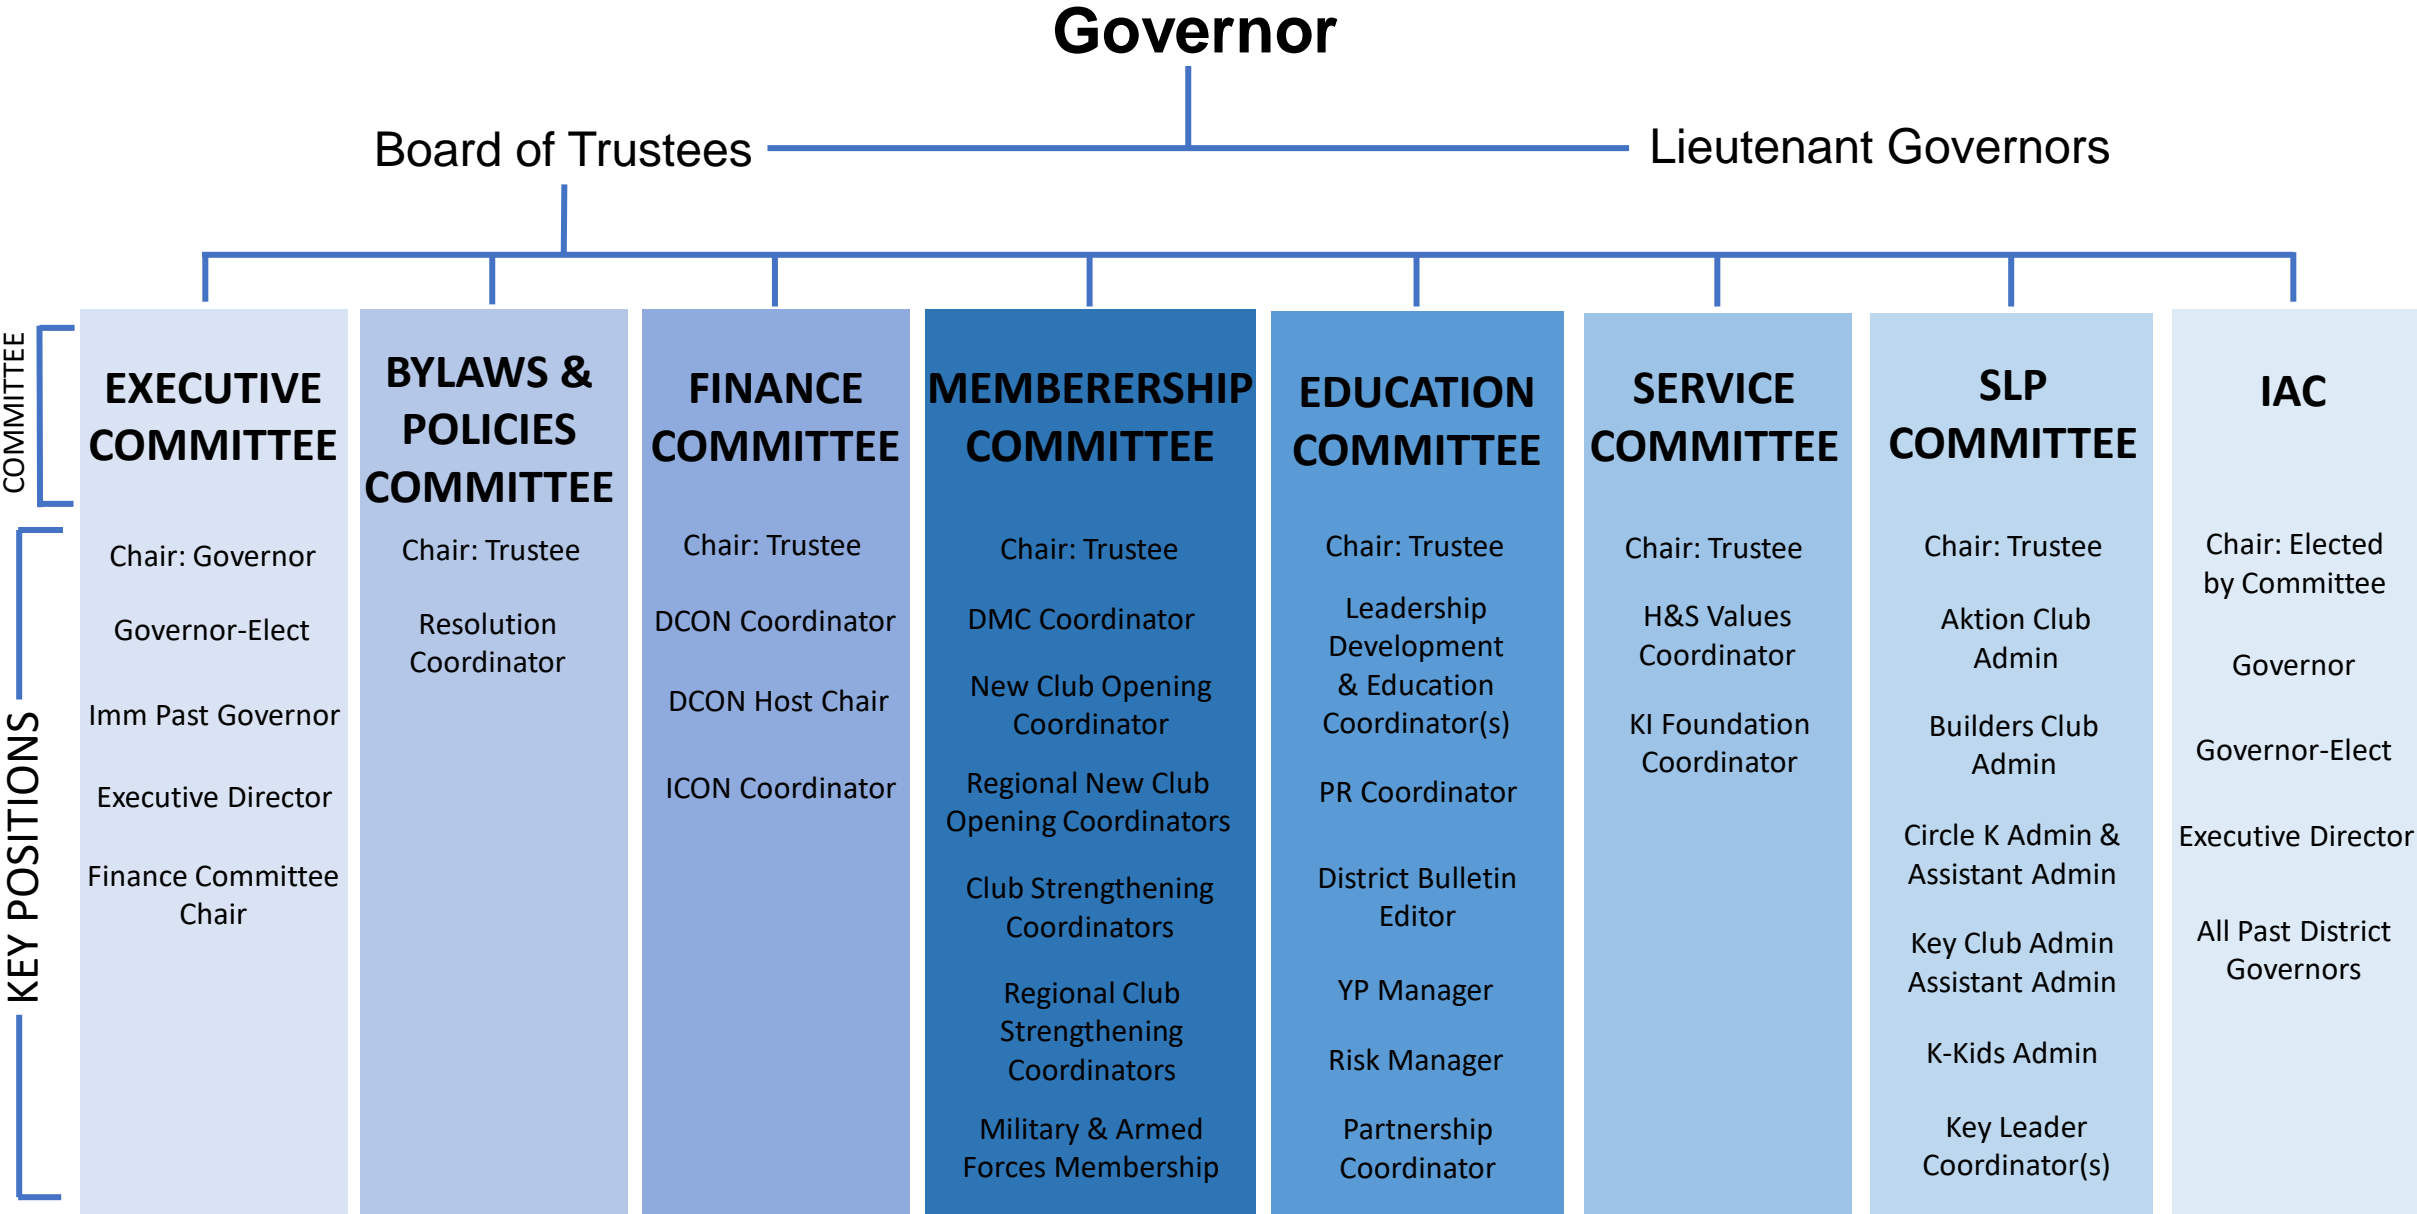 Governor
Board of Trustees
Lieutenant Governors
COMMITTEE
KEY POSITIONS
EXECUTIVE
COMMITTEE
Chair: Governor
Governor-Elect
Imm Past Governor
Executive Director
Finance Committee
Chair
BYLAWS &
POLICIES
COMMITTEE
Chair: Trustee
Resolution
Coordinator
FINANCE
COMMITTEE
Chair: Trustee
DCON Coordinator
DCON Host Chair
ICON Coordinator
MEMBERERSHIP
COMMITTEE
Chair: Trustee
DMC Coordinator
New Club Opening
Coordinator
Regional New Club
Opening Coordinators
Club Strengthening
Coordinators
Regional Club
Strengthening
Coordinators
Military & Armed
Forces Membership
EDUCATION
COMMITTEE
Chair: Trustee
Leadership
Development
& Education
Coordinator(s)
PR Coordinator
District Bulletin
Editor
YP Manager
Risk Manager
Partnership
Coordinator
SERVICE
COMMITTEE
Chair: Trustee
H&S Values
Coordinator
KI Foundation
Coordinator
SLP
COMMITTEE
Chair: Trustee
Aktion Club
Admin
Builders Club
Admin
Circle K Admin &
Assistant Admin
Key Club Admin
Assistant Admin
K-Kids Admin
Key Leader
Coordinator(s)
IAC
Chair: Elected
by Committee
Governor
Governor-Elect
Executive Director
All Past District
Governors